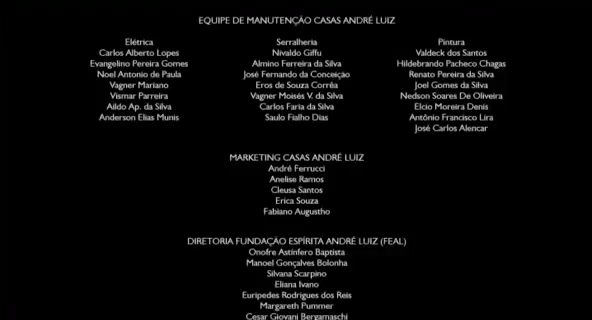 EQUIPE DE MANUTENÇÃO CASAS ANDRÉ LUIZ
Elétrica
Carlos Alberto Lopes
Evangelino Pereira Gomes
Noel Antonio de Paula
Vagner Mariano
Vismar Parreira
Aildo Ap. da Silva
Anderson Elias Munis
Serralheria
Nivaldo Giffu
Almino Ferreira da Silva
José Fernando da Conceição
Eros de Souza Corrêa
Vagner Moisés V. da Silva
Carlos Faria da Silva
Saulo Fialho Dias
Pintura
Valdeck dos Santos
Hildebrando Pacheco Chagas
Renato Pereira da Silva
Joel Gomes da Silva
Nedson Soares De Oliveira
Elcio Moreira Denis
Antônio Francisco Lira
José Carlos Alencar
MARKETING CASAS ANDRÉ LUIZ
André Ferrucci
Anelise Ramos
Cleusa Santos
Erica Souza
Fabiano Augustho
DIRETORIA FUNDAÇÃO ESPÍRITA ANDRÉ LUIZ (FEAL)
Onofre Astínfero Baptista
Manoel Gonçalves Bolonha
Silvana Scarpino
Eliana Ivano
Euripedes Rodrigues dos Reis
Margareth Pummer
Cesar Giovani Bergamaschi